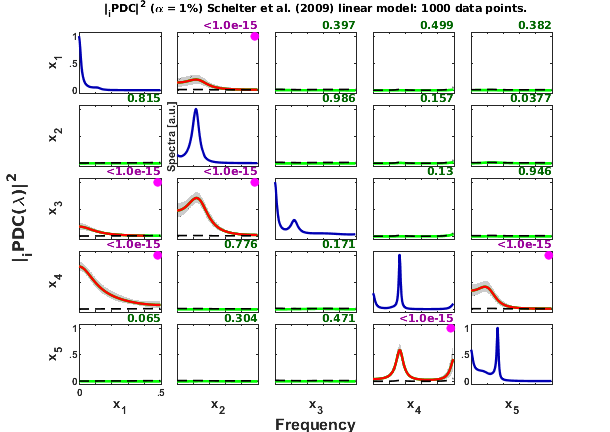 |ᵢPDC|² (α = 1%) Schelter et al. (2009) linear model: 1000 data points.
<1.0e-15 0.397 0.499 0.382
1
.5
0
x₁
0.815 0.986 0.157 0.0377
x₂
Spectra [a.u.]
<1.0e-15 <1.0e-15 0.13 0.946
x₃
|ᵢPDC(λ)|²
<1.0e-15 0.776 0.171 <1.0e-15
x₄
0.065 0.304 0.471 <1.0e-15
1
.5
0
x₅
0 .5
x₁ x₂ x₃ x₄ x₅
Frequency